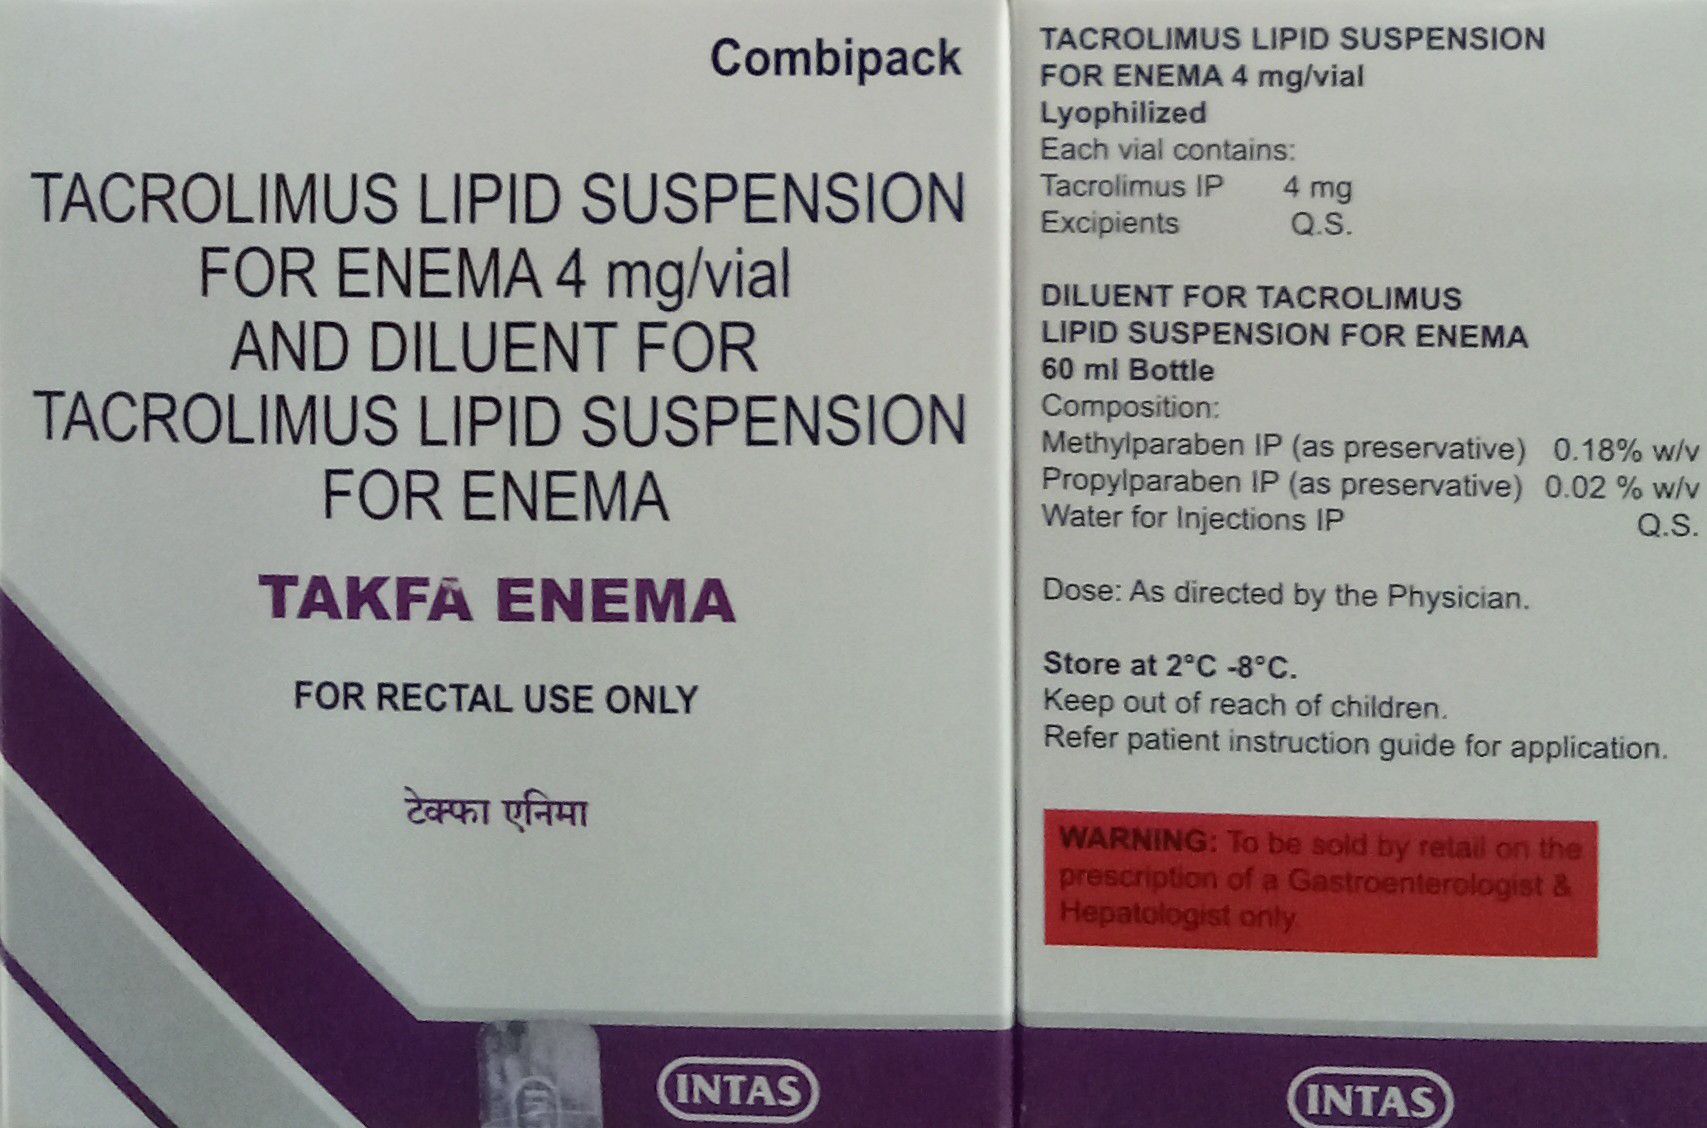 Combipack
TACROLIMUS LIPID SUSPENSION
FOR ENEMA 4 mg/vial
AND DILUENT FOR
TACROLIMUS LIPID SUSPENSION
FOR ENEMA
TAKFA ENEMA
FOR RECTAL USE ONLY
टेक्फा एनिमा
INTAS
TACROLIMUS LIPID SUSPENSION
FOR ENEMA 4 mg/vial
Lyophilized
Each vial contains:
Tacrolimus IP 4 mg
Excipients Q.S.
DILUENT FOR TACROLIMUS
LIPID SUSPENSION FOR ENEMA
60 ml Bottle
Composition:
Methylparaben IP (as preservative) 0.18% w/v
Propylparaben IP (as preservative) 0.02 % w/v
Water for Injections IP Q.S.
Dose: As directed by the Physician.
Store at 2°C -8°C.
Keep out of reach of children.
Refer patient instruction guide for application.
WARNING: To be sold by retail on the
prescription of a Gastroenterologist &
Hepatologist only.
INTAS